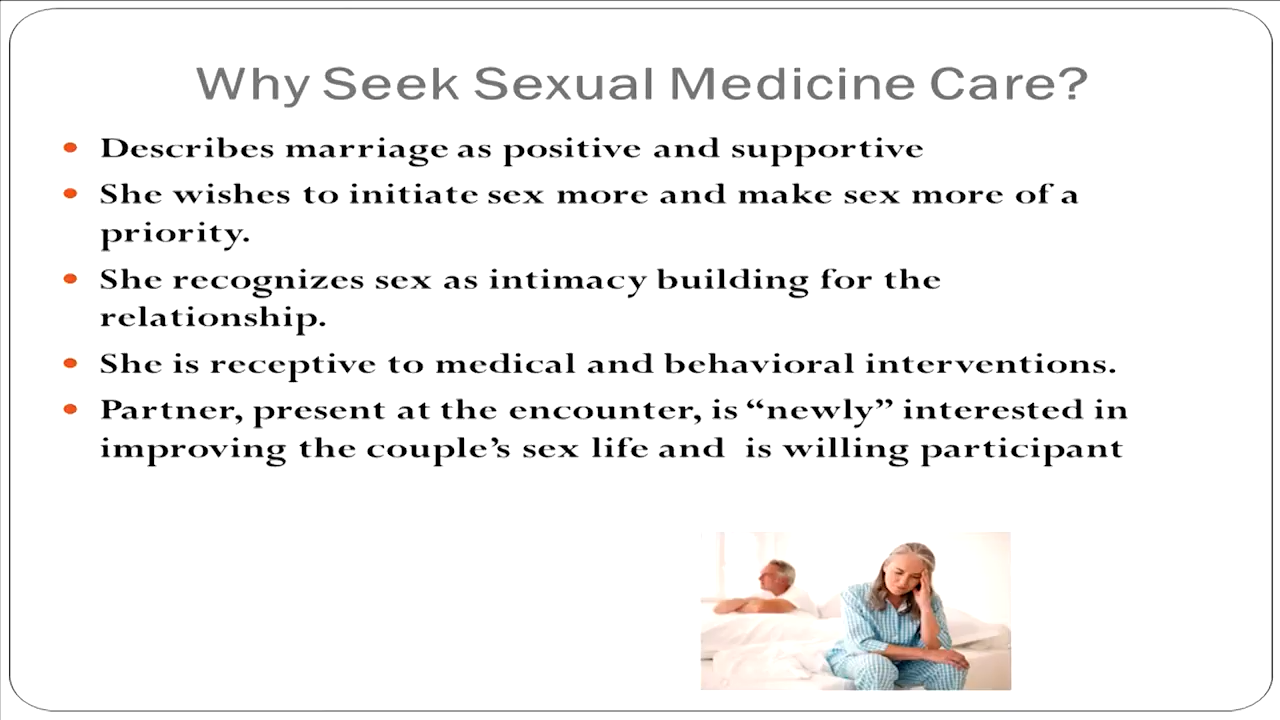 Why Seek Sexual Medicine Care?
Describes marriage as positive and supportive
She wishes to initiate sex more and make sex more of a
priority.
She recognizes sex as intimacy building for the
relationship.
She is receptive to medical and behavioral interventions.
Partner, present at the encounter, is “newly” interested in
improving the couple’s sex life and  is willing participant